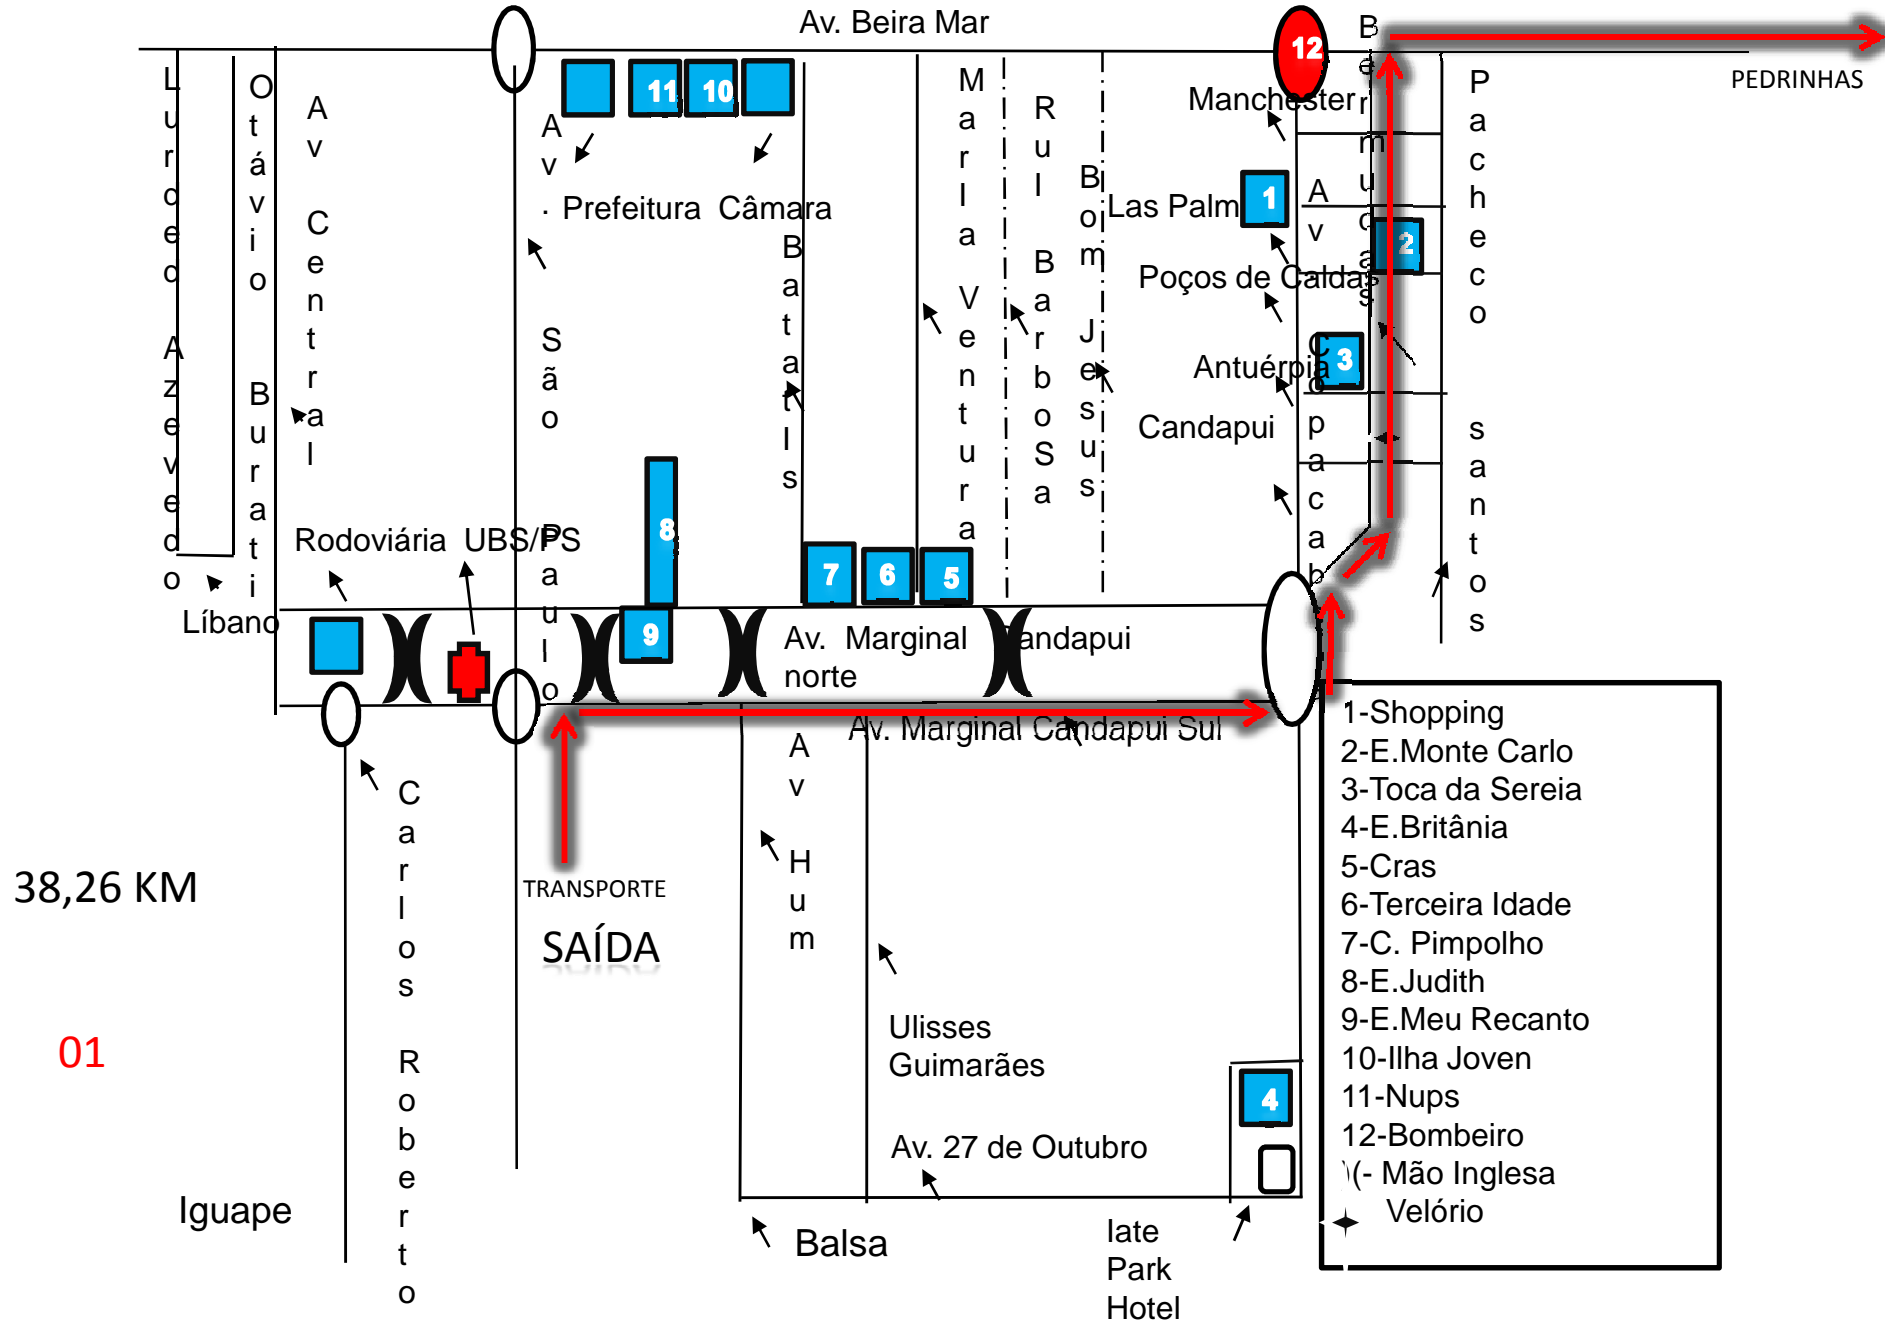 Av. Beira Mar
12
PEDRINHAS
11
10
Manchester
Lurded Azevedo
Otávio Buratti
Av Central
Av. São Paulo
Prefeitura Câmara
BatatIs
MarIa Ventura
RuI BarboSa
Bom Jesus
Las Palm
1
Av. Copacab
Bermudas
2
Pacheco santos
Poços de Caldas
Antuérpia
3
Candapui
Rodoviária UBS/PS
8
7
6
5
Líbano
9
Av. Marginal Candapui
norte
Av. Marginal Candapui Sul
1-Shopping
2-E.Monte Carlo
3-Toca da Sereia
4-E.Britânia
5-Cras
6-Terceira Idade
7-C. Pimpolho
8-E.Judith
9-E.Meu Recanto
10-Ilha Joven
11-Nups
12-Bombeiro
)(- Mão Inglesa
Velório
Carlos Roberto
Av Hum
38,26 KM
TRANSPORTE
SAÍDA
01
Ulisses
Guimarães
4
Av. 27 de Outubro
Iguape
Balsa
Iate
Park
Hotel